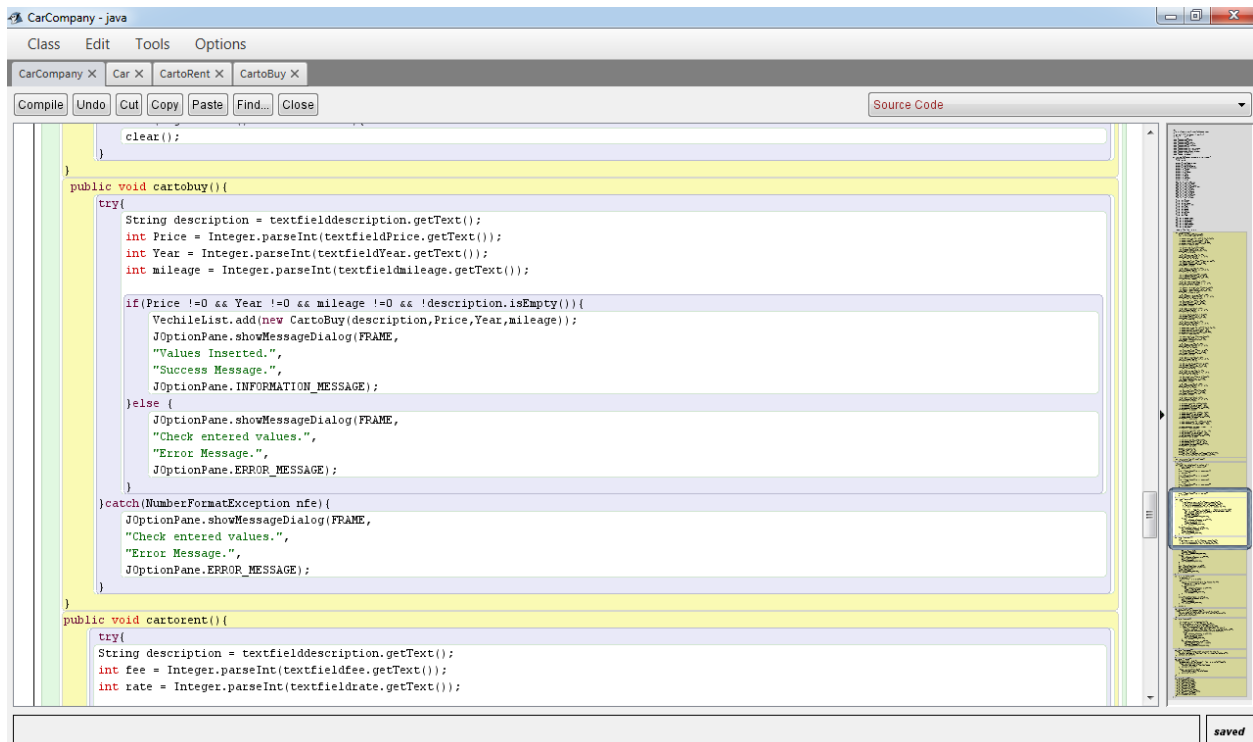 CarCompany - java
Class Edit Tools Options
CarCompany X Car X CartoRent X CartoBuy X
Compile Undo Cut Copy Paste Find... Close Source Code
clear();
}
}
public void cartobuy(){
try{
String description = textfielddescription.getText();
int Price = Integer.parseInt(textfieldPrice.getText());
int Year = Integer.parseInt(textfieldYear.getText());
int mileage = Integer.parseInt(textfieldmileage.getText());
if(Price !=0 && Year !=0 && mileage !=0 && !description.isEmpty()){
VechileList.add(new CartoBuy(description,Price,Year,mileage));
JOptionPane.showMessageDialog(FRAME,
"Values Inserted.",
"Success Message.",
JOptionPane.INFORMATION_MESSAGE);
}else {
JOptionPane.showMessageDialog(FRAME,
"Check entered values.",
"Error Message.",
JOptionPane.ERROR_MESSAGE);
}
}catch(NumberFormatException nfe){
JOptionPane.showMessageDialog(FRAME,
"Check entered values.",
"Error Message.",
JOptionPane.ERROR_MESSAGE);
}
}
public void cartorent(){
try{
String description = textfielddescription.getText();
int fee = Integer.parseInt(textfieldfee.getText());
int rate = Integer.parseInt(textfieldrate.getText());
saved